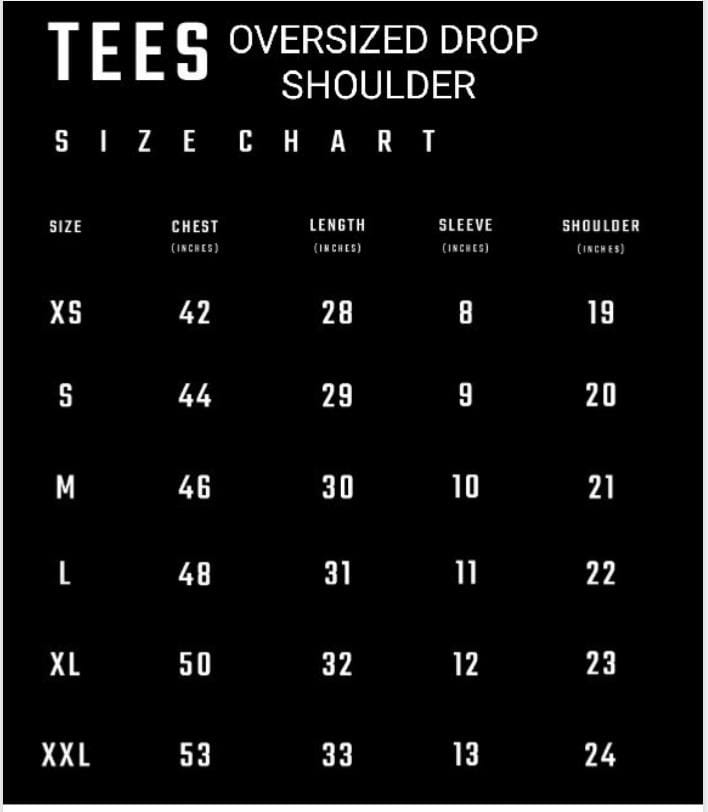 TEES OVERSIZED DROP
SHOULDER
SIZE CHART
SIZE CHEST LENGTH SLEEVE SHOULDER
(INCHES) (INCHES) (INCHES) (INCHES)
XS 42 28 8 19
S 44 29 9 20
M 46 30 10 21
L 48 31 11 22
XL 50 32 12 23
XXL 53 33 13 24